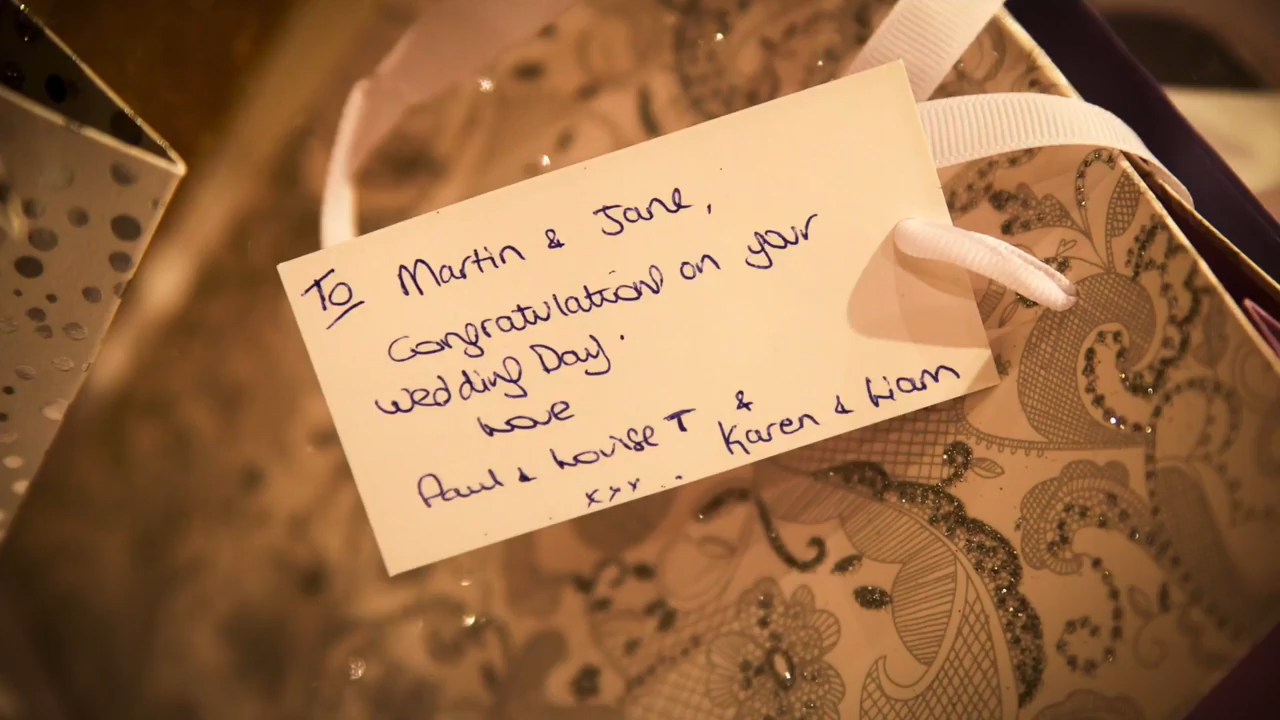 To Martin & Jane,
Congratulations on your
wedding Day.
Love
Paul & Louise T & Karen & Liam
xxx